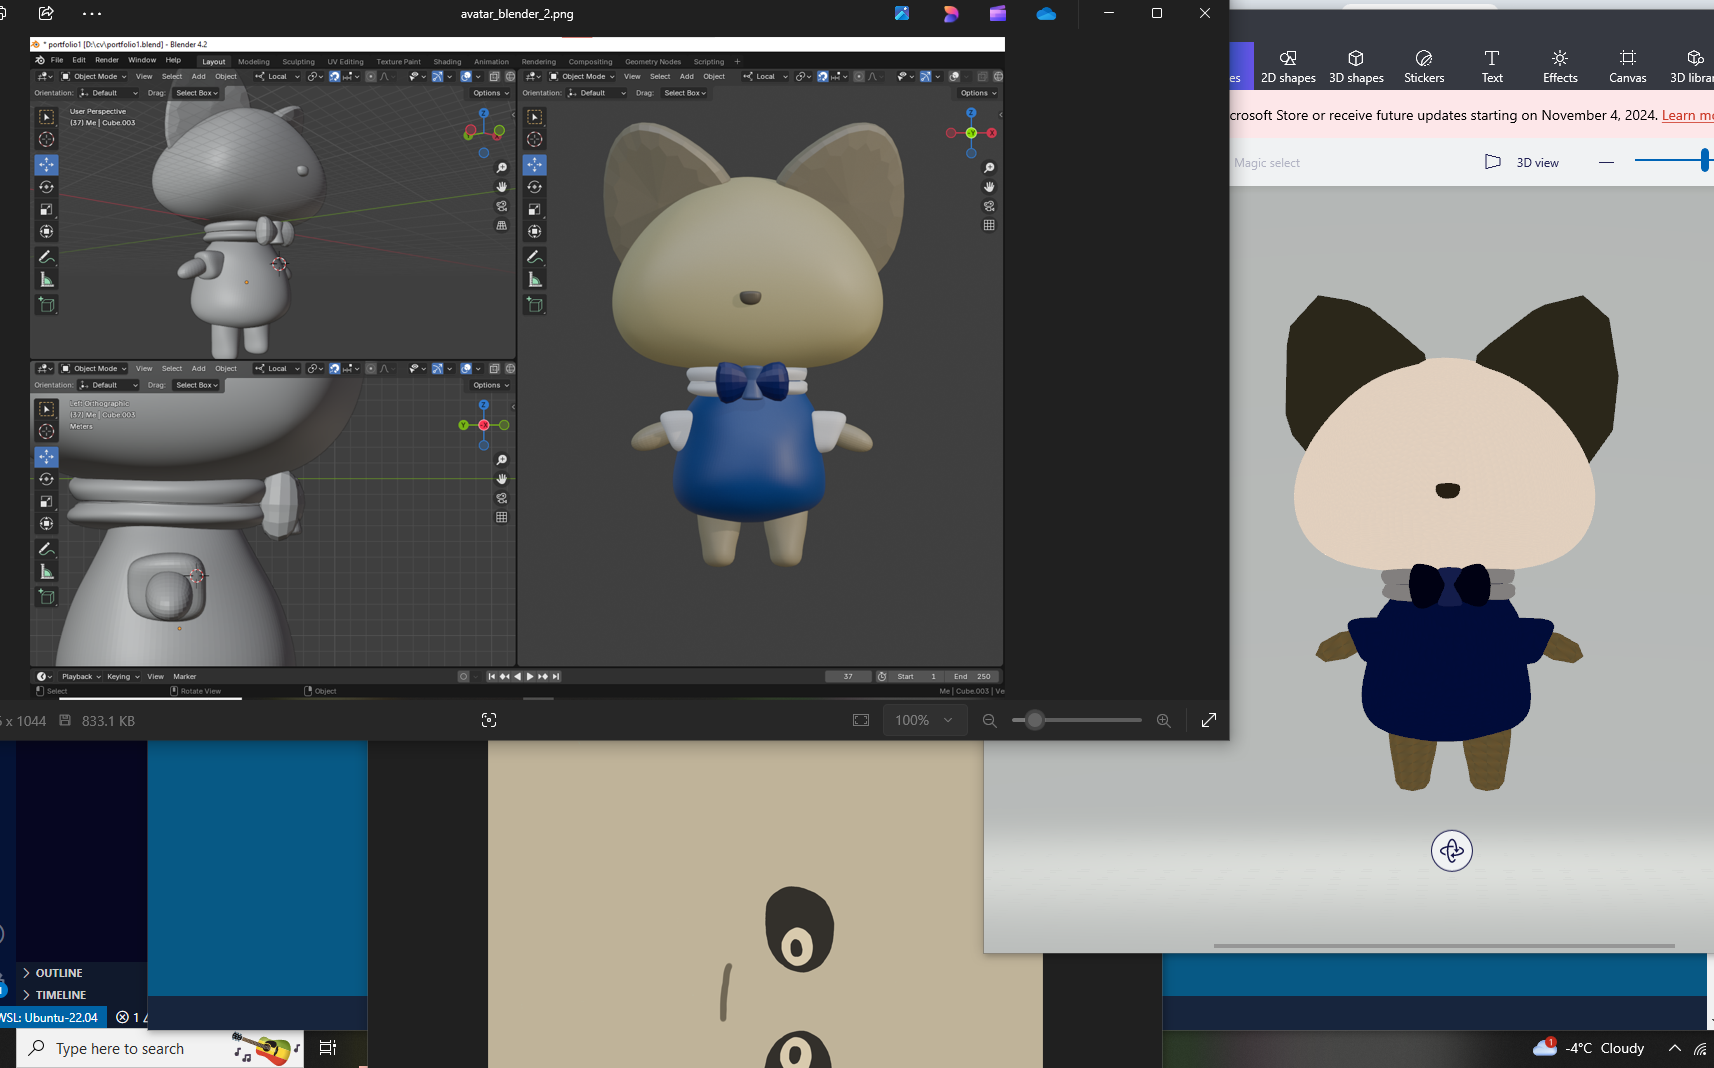 avatar_blender_2.png
* portfolio1 [D:\cv\portfolio1.blend] - Blender 4.2
File Edit Render Window Help Layout Modeling Sculpting UV Editing Texture Paint Shading Animation Rendering Compositing Geometry Nodes Scripting +
Object Mode View Select Add Object Local
Orientation: Default Drag: Select Box Options
User Perspective
(37) Me | Cube.003
Object Mode View Select Add Object Local
Orientation: Default Drag: Select Box Options
Object Mode View Select Add Object Local
Orientation: Default Drag: Select Box Options
Left Orthographic
(37) Me | Cube.003
Meters
Playback Keying View Marker 37 Start 1 End 250
Select Rotate View Object Me | Cube.003 | Ve
x 1044 833.1 KB 100%
es 2D shapes 3D shapes Stickers Text Effects Canvas 3D librar
crosoft Store or receive future updates starting on November 4, 2024. Learn mo
Magic select 3D view
OUTLINE
TIMELINE
WSL: Ubuntu-22.04 1
Type here to search
1 -4°C Cloudy